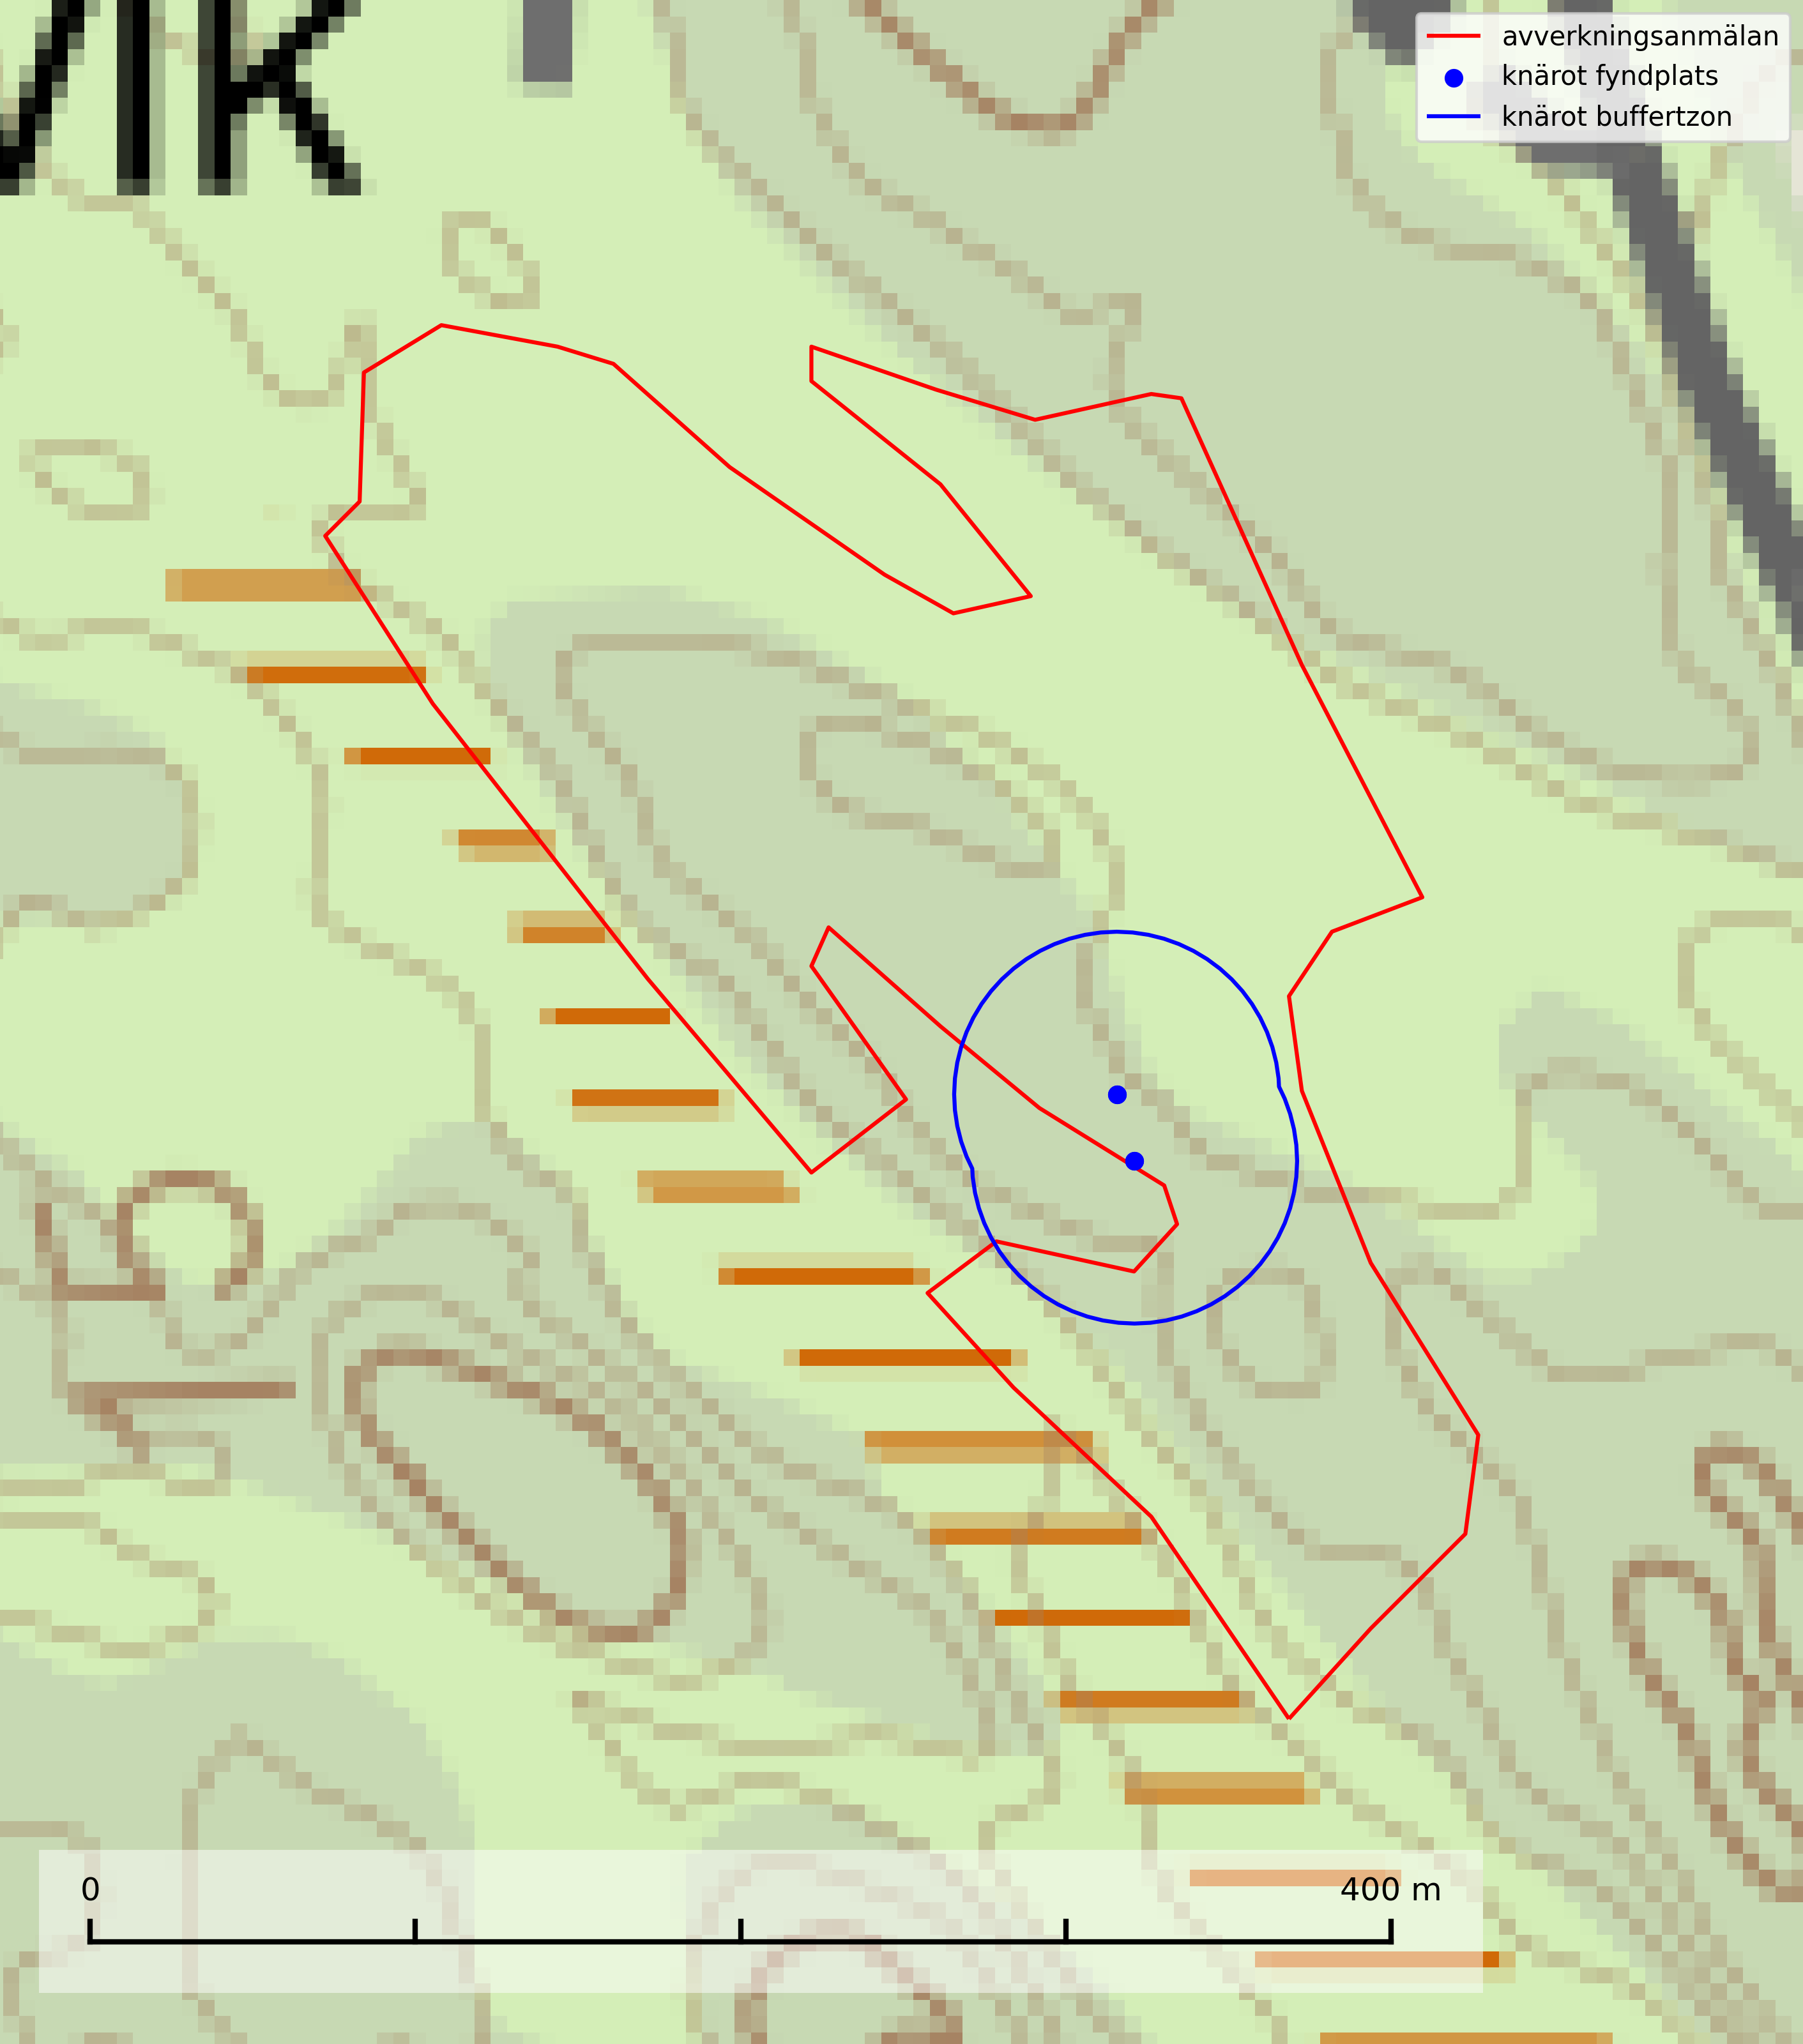 avverkningsanmälan
knärot fyndplats
knärot buffertzon
0 400 m